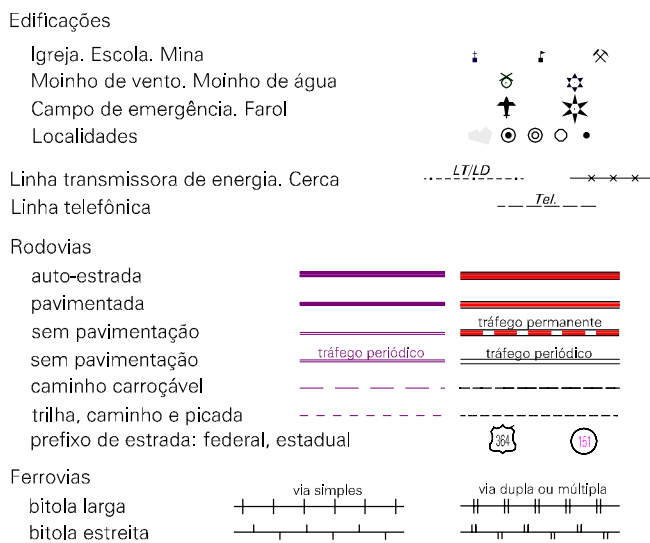 Edificações
Igreja. Escola. Mina
Moinho de vento. Moinho de água
Campo de emergência. Farol
Localidades
Linha transmissora de energia. Cerca LT/LD
Linha telefônica Tel.
Rodovias
auto-estrada
pavimentada
sem pavimentação tráfego permanente
sem pavimentação tráfego periódico tráfego periódico
caminho carroçável
trilha, caminho e picada
prefixo de estrada: federal, estadual 364 151
Ferrovias
bitola larga via simples via dupla ou múltipla
bitola estreita